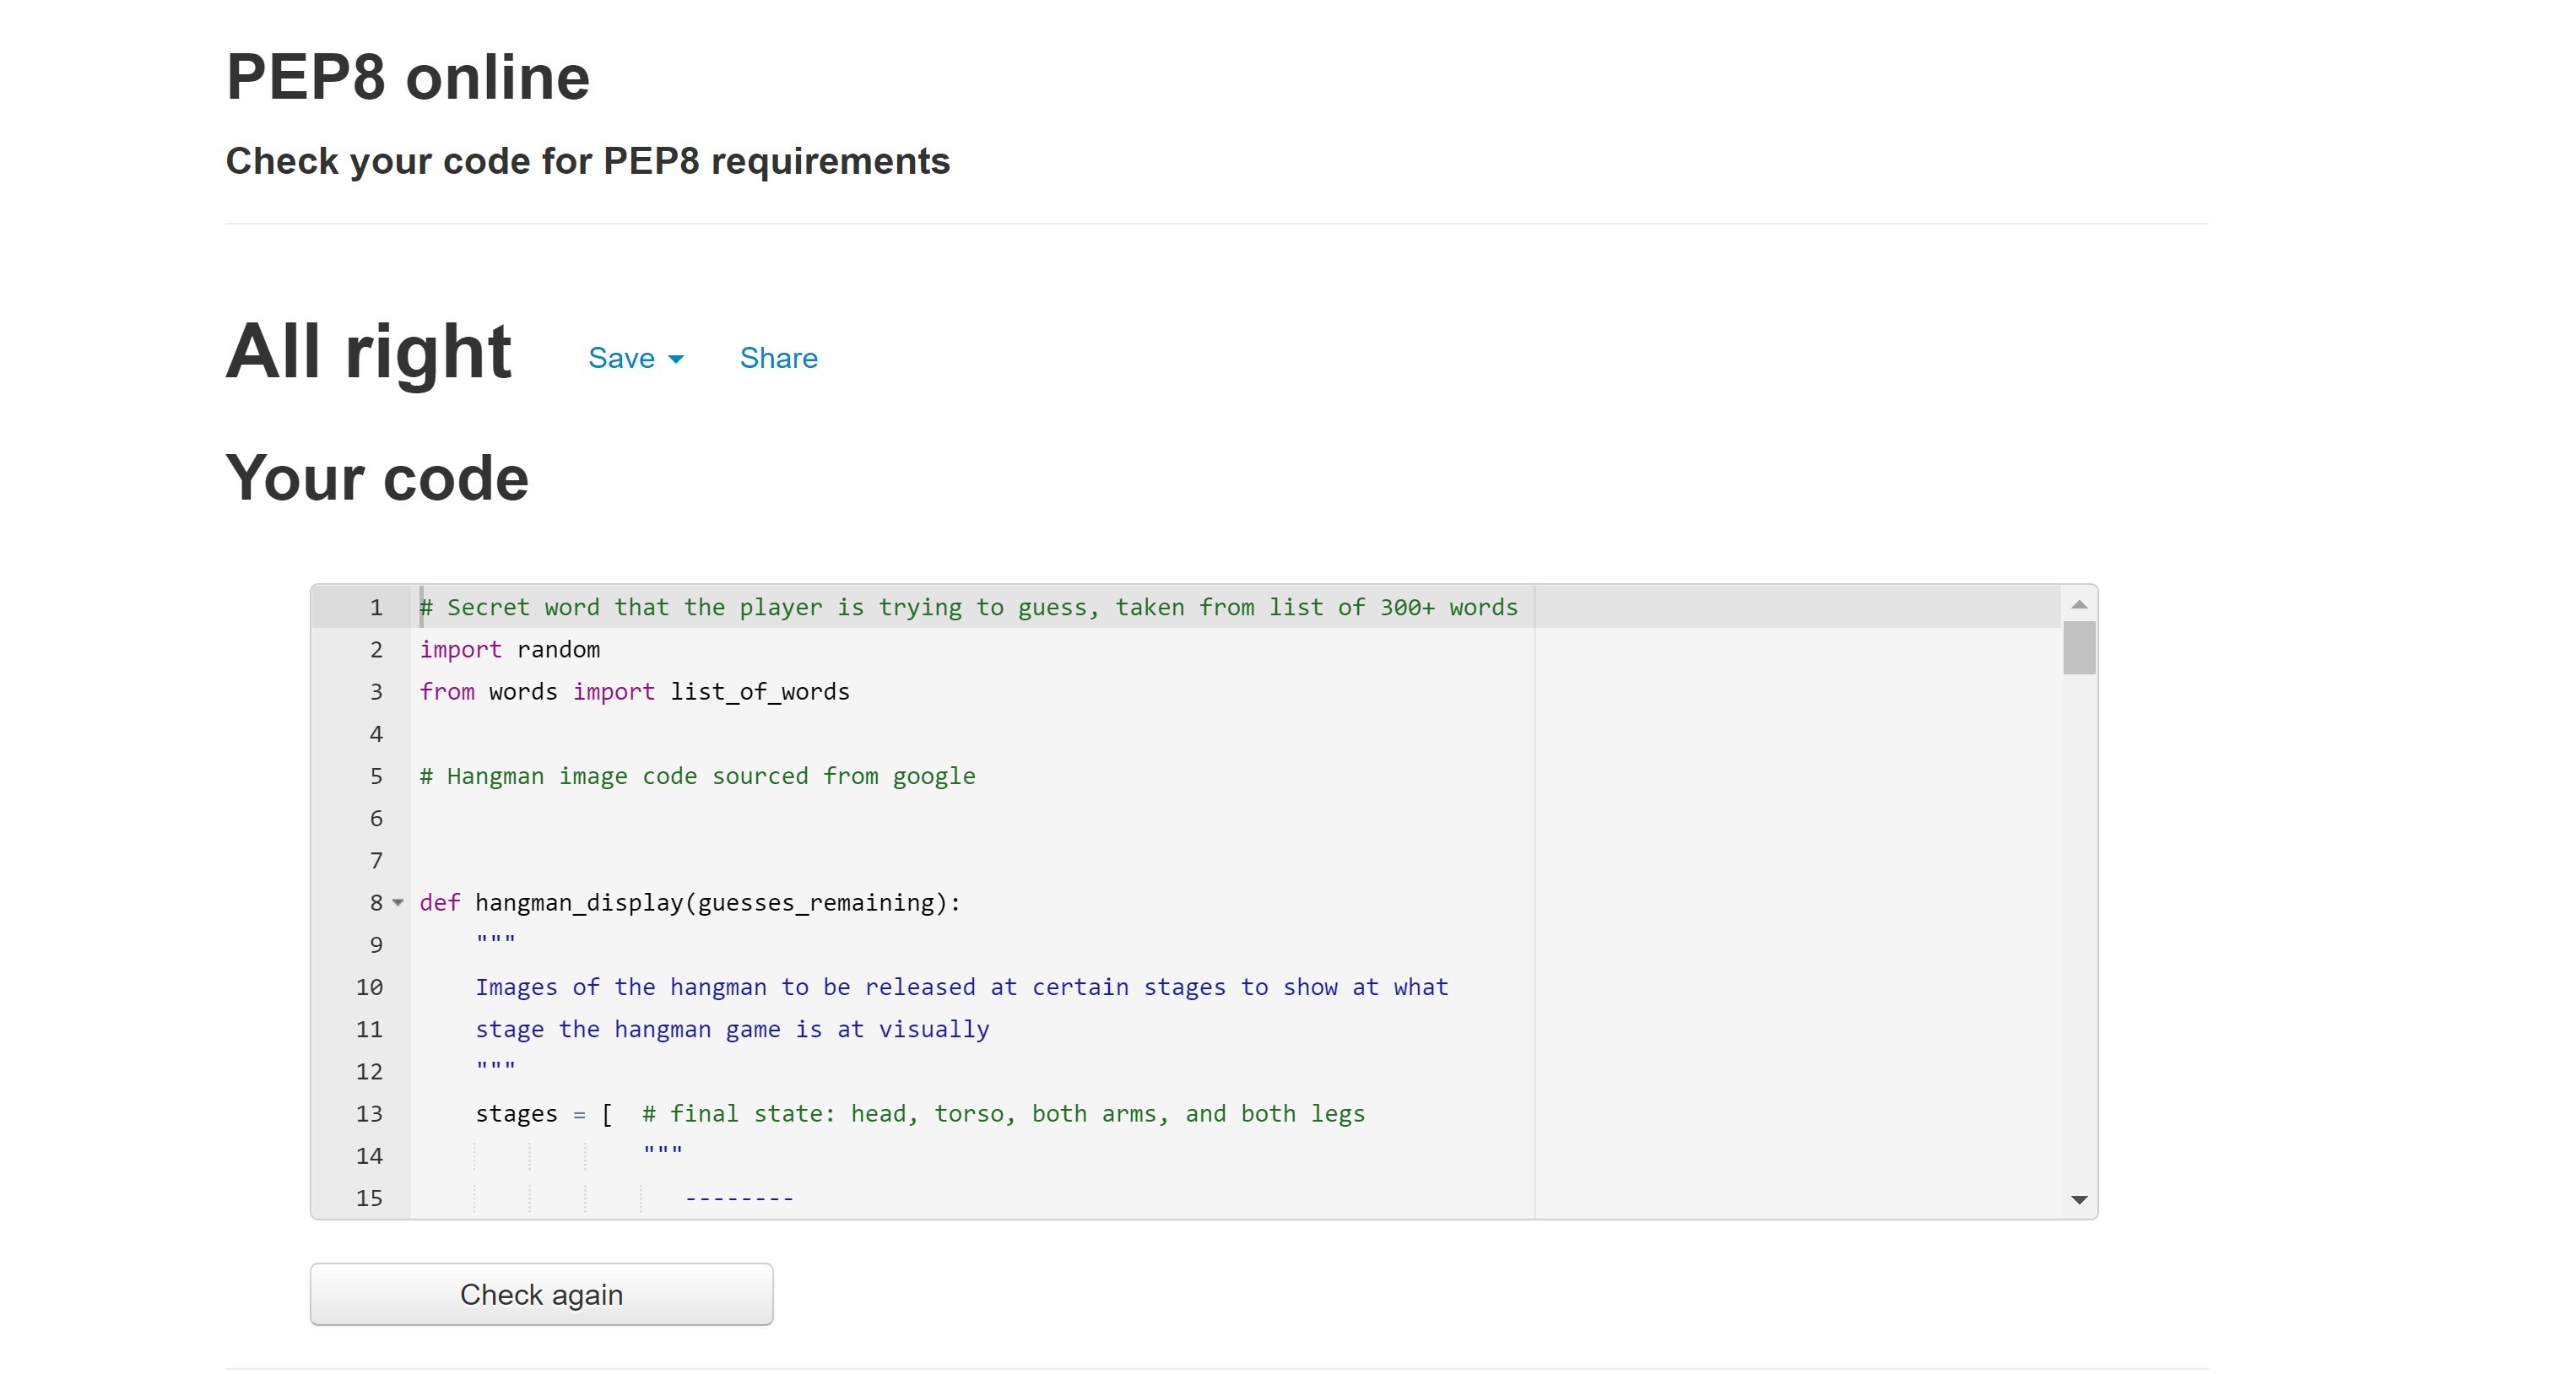 PEP8 online
Check your code for PEP8 requirements
All right Save Share
Your code
1 # Secret word that the player is trying to guess, taken from list of 300+ words
2 import random
3 from words import list_of_words
4
5 # Hangman image code sourced from google
6
7
8 def hangman_display(guesses_remaining):
9     """
10     Images of the hangman to be released at certain stages to show at what
11     stage the hangman game is at visually
12     """
13     stages = [  # final state: head, torso, both arms, and both legs
14                 """
15                    --------
Check again